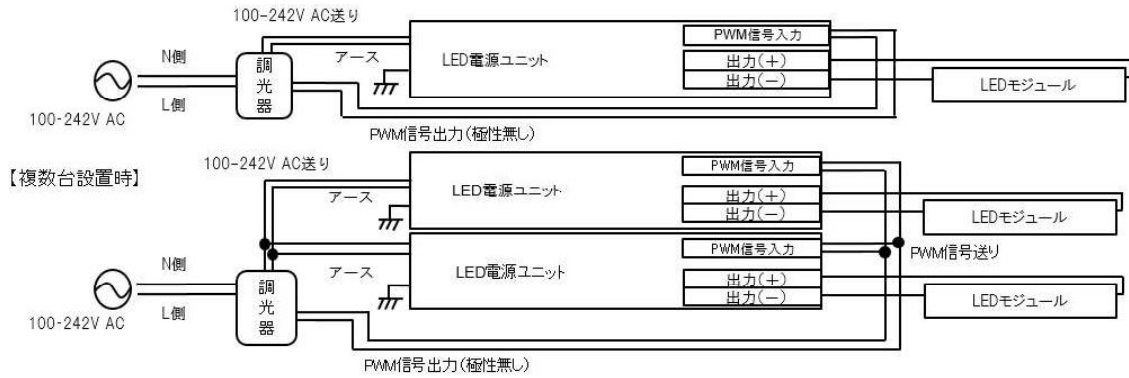 100-242V AC送り
PWM信号入力
N側
アース
LED電源ユニット
出力(+)
出力(-)
調光器
LEDモジュール
L側
100-242V AC
PWM信号出力(極性無し)
100-242V AC送り
【複数台設置時】
PWM信号入力
LED電源ユニット
アース
出力(+)
出力(-)
LEDモジュール
PWM信号入力
PWM信号送り
N側
アース
LED電源ユニット
出力(+)
出力(-)
調光器
LEDモジュール
L側
100-242V AC
PWM信号出力(極性無し)